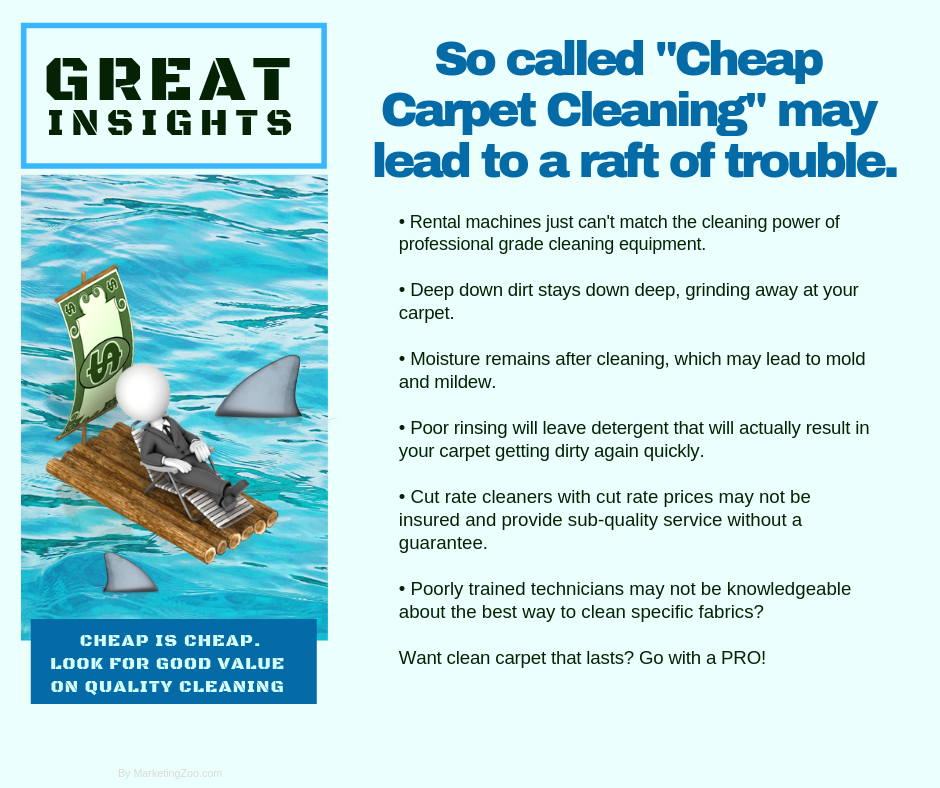 GREAT
INSIGHTS
So called "Cheap
Carpet Cleaning" may
lead to a raft of trouble.
• Rental machines just can't match the cleaning power of
professional grade cleaning equipment.
• Deep down dirt stays down deep, grinding away at your
carpet.
• Moisture remains after cleaning, which may lead to mold
and mildew.
• Poor rinsing will leave detergent that will actually result in
your carpet getting dirty again quickly.
• Cut rate cleaners with cut rate prices may not be
insured and provide sub-quality service without a
guarantee.
• Poorly trained technicians may not be knowledgeable
about the best way to clean specific fabrics?
Want clean carpet that lasts? Go with a PRO!
$
$
$
CHEAP IS CHEAP.
LOOK FOR GOOD VALUE
ON QUALITY CLEANING
By MarketingZoo.com